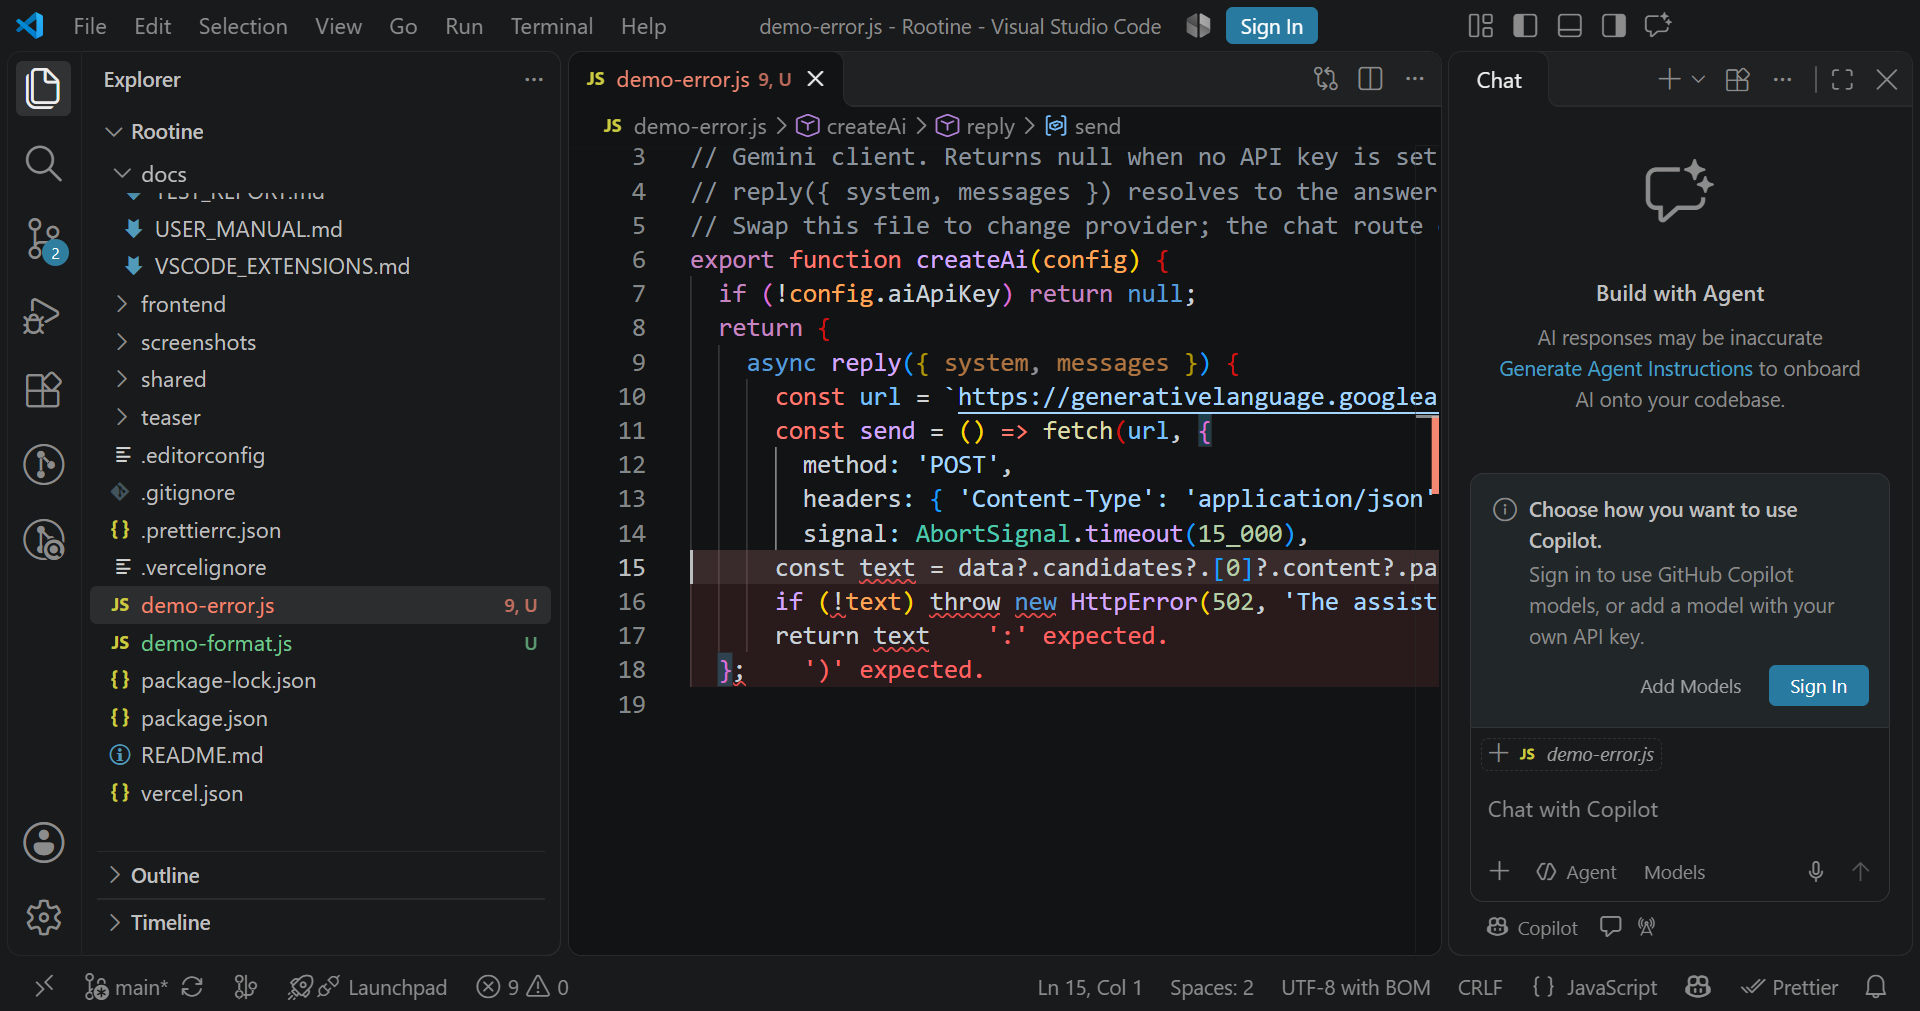 File Edit Selection View Go Run Terminal Help
demo-error.js - Rootine - Visual Studio Code
Sign In
Explorer
Rootine
docs
TEST_REPORT.md
USER_MANUAL.md
VSCODE_EXTENSIONS.md
frontend
screenshots
shared
teaser
.editorconfig
.gitignore
.prettierrc.json
.vercelignore
JS demo-error.js 9, U
JS demo-format.js U
{} package-lock.json
{} package.json
README.md
{} vercel.json
Outline
Timeline
2
JS demo-error.js 9, U
JS demo-error.js > createAi > reply > send
3 // Gemini client. Returns null when no API key is set
4 // reply({ system, messages }) resolves to the answer
5 // Swap this file to change provider; the chat route
6 export function createAi(config) {
7 if (!config.aiApiKey) return null;
8 return {
9 async reply({ system, messages }) {
10 const url = `https://generativelanguage.googlea
11 const send = () => fetch(url, {
12 method: 'POST',
13 headers: { 'Content-Type': 'application/json'
14 signal: AbortSignal.timeout(15_000),
15 const text = data?.candidates?.[0]?.content?.pa
16 if (!text) throw new HttpError(502, 'The assist
17 return text ':' expected.
18 }; ')' expected.
19
Chat
Build with Agent
AI responses may be inaccurate
Generate Agent Instructions to onboard
AI onto your codebase.
Choose how you want to use
Copilot.
Sign in to use GitHub Copilot
models, or add a model with your
own API key.
Add Models Sign In
JS demo-error.js
Chat with Copilot
Agent Models
Copilot
main* Launchpad 9 0
Ln 15, Col 1 Spaces: 2 UTF-8 with BOM CRLF {} JavaScript Prettier